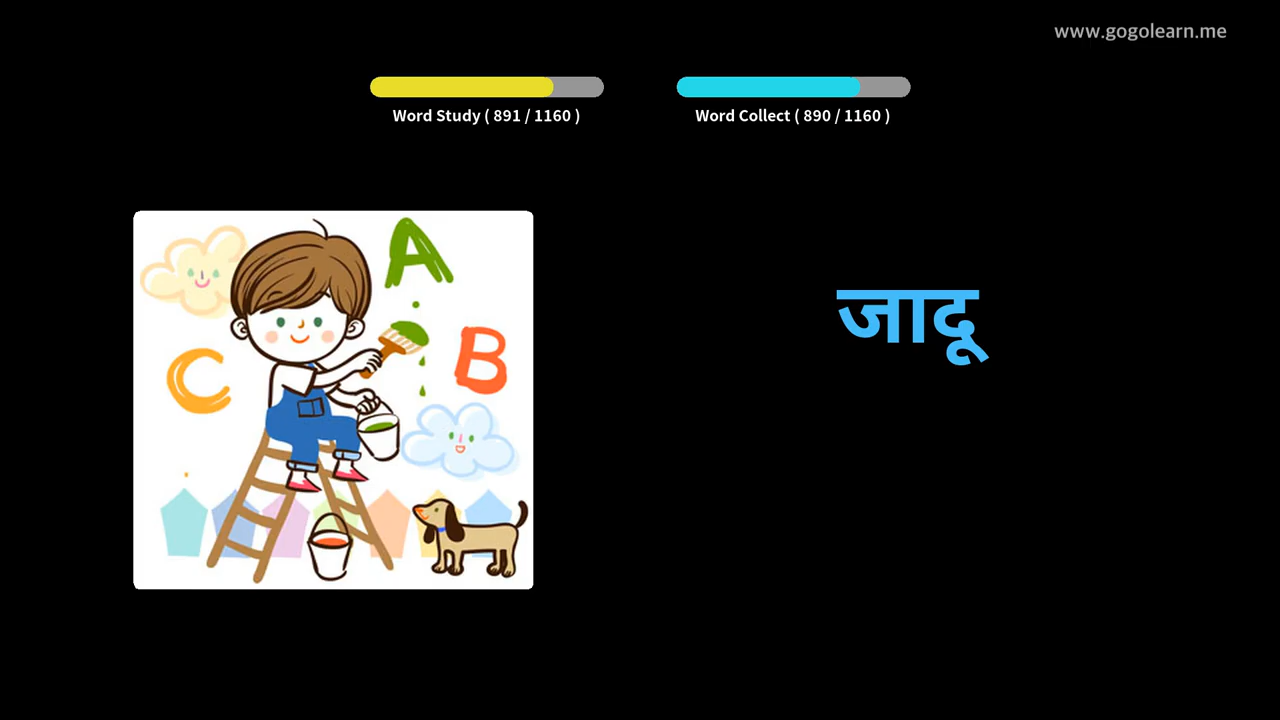 www.gogolearn.me
Word Study ( 891 / 1160 )
Word Collect ( 890 / 1160 )
A
B
C
जादू